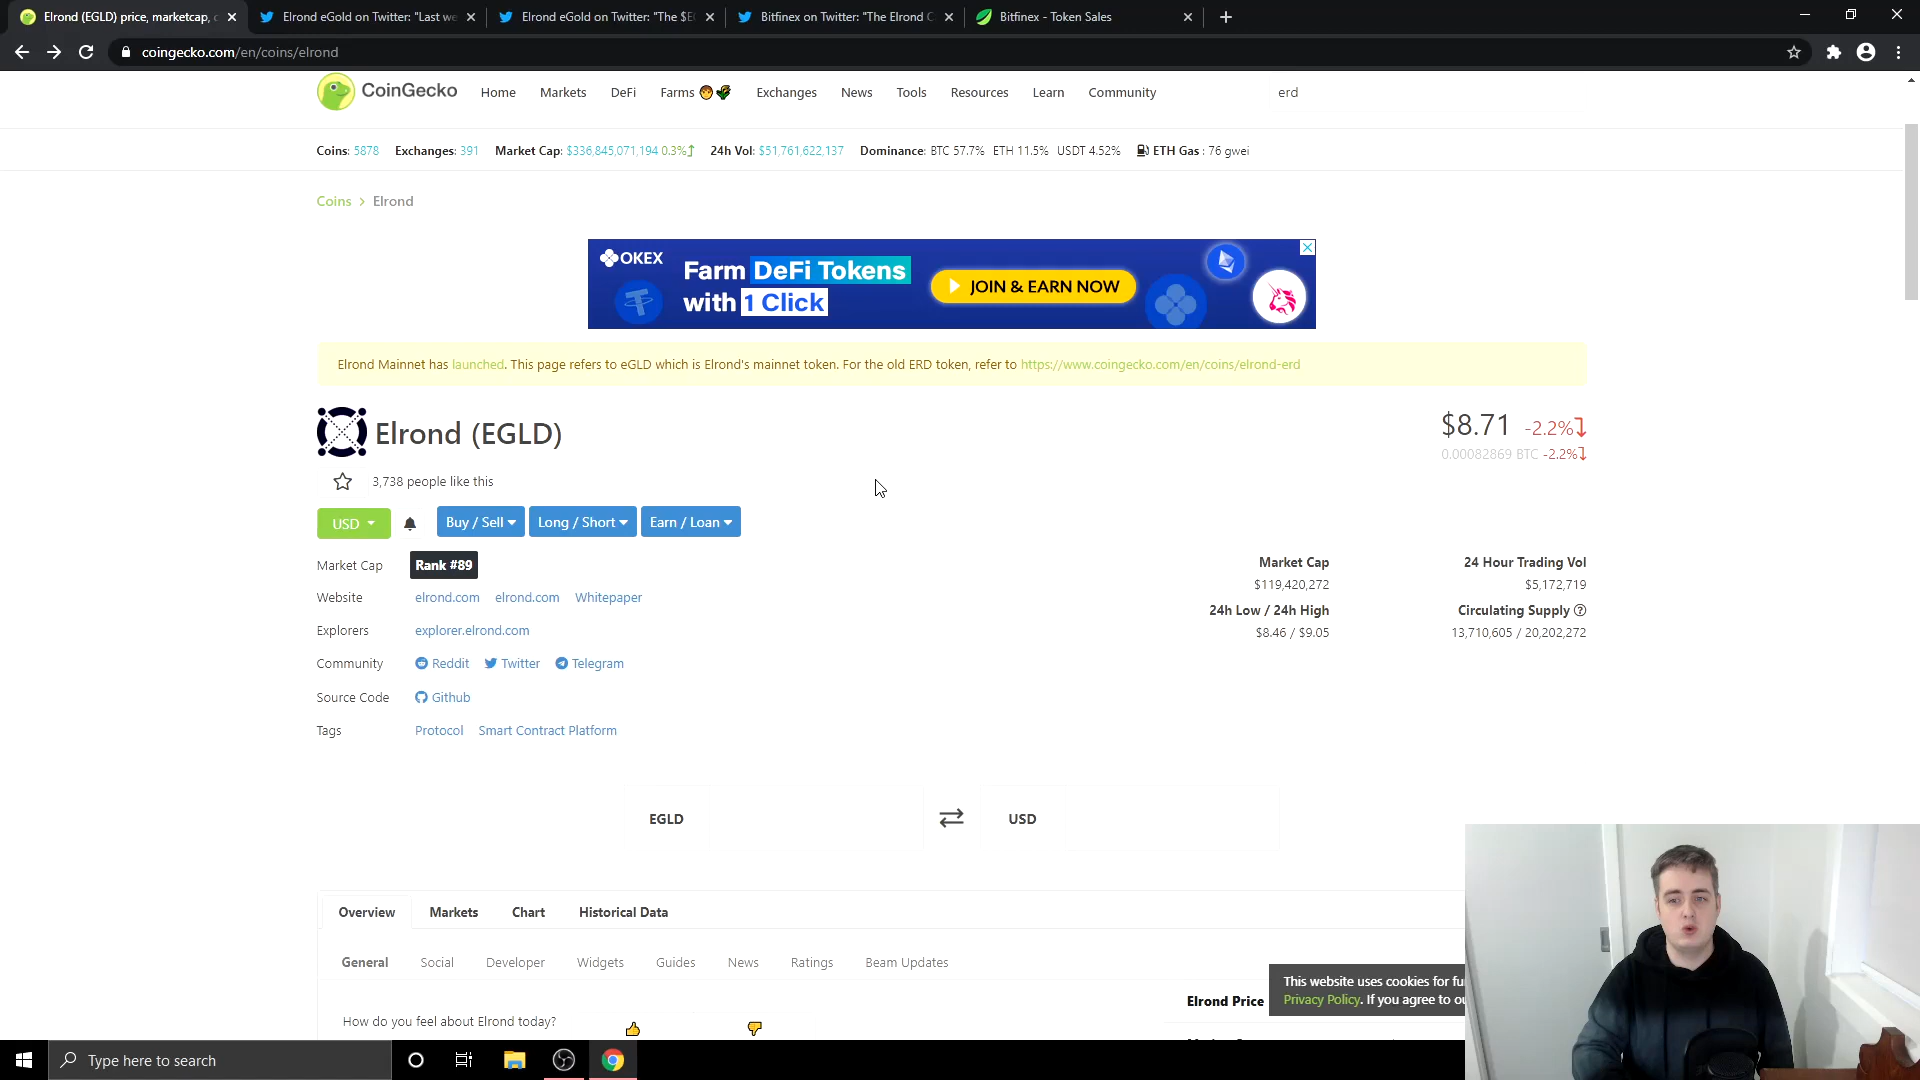 Elrond (EGLD) price, marketcap, c
Elrond eGold on Twitter: "Last we
Elrond eGold on Twitter: "The $E
Bitfinex on Twitter: "The Elrond C
Bitfinex - Token Sales
coingecko.com/en/coins/elrond
CoinGecko Home Markets DeFi Farms Exchanges News Tools Resources Learn Community erd
Coins: 5878 Exchanges: 391 Market Cap: $336,845,071,194 0.3% 24h Vol: $51,761,622,137 Dominance: BTC 57.7% ETH 11.5% USDT 4.52% ETH Gas : 76 gwei
Coins > Elrond
OKEX
Farm DeFi Tokens
with 1 Click
JOIN & EARN NOW
Elrond Mainnet has launched. This page refers to eGLD which is Elrond's mainnet token. For the old ERD token, refer to https://www.coingecko.com/en/coins/elrond-erd
Elrond (EGLD)
$8.71 -2.2%
0.00082869 BTC -2.2%
3,738 people like this
USD Buy / Sell Long / Short Earn / Loan
Market Cap Rank #89
Website elrond.com elrond.com Whitepaper
Explorers explorer.elrond.com
Community Reddit Twitter Telegram
Source Code Github
Tags Protocol Smart Contract Platform
Market Cap 24 Hour Trading Vol
$119,420,272 $5,172,719
24h Low / 24h High Circulating Supply
$8.46 / $9.05 13,710,605 / 20,202,272
EGLD USD
Overview Markets Chart Historical Data
General Social Developer Widgets Guides News Ratings Beam Updates
How do you feel about Elrond today?
Elrond Price
This website uses cookies for fu
Privacy Policy. If you agree to ou
Type here to search